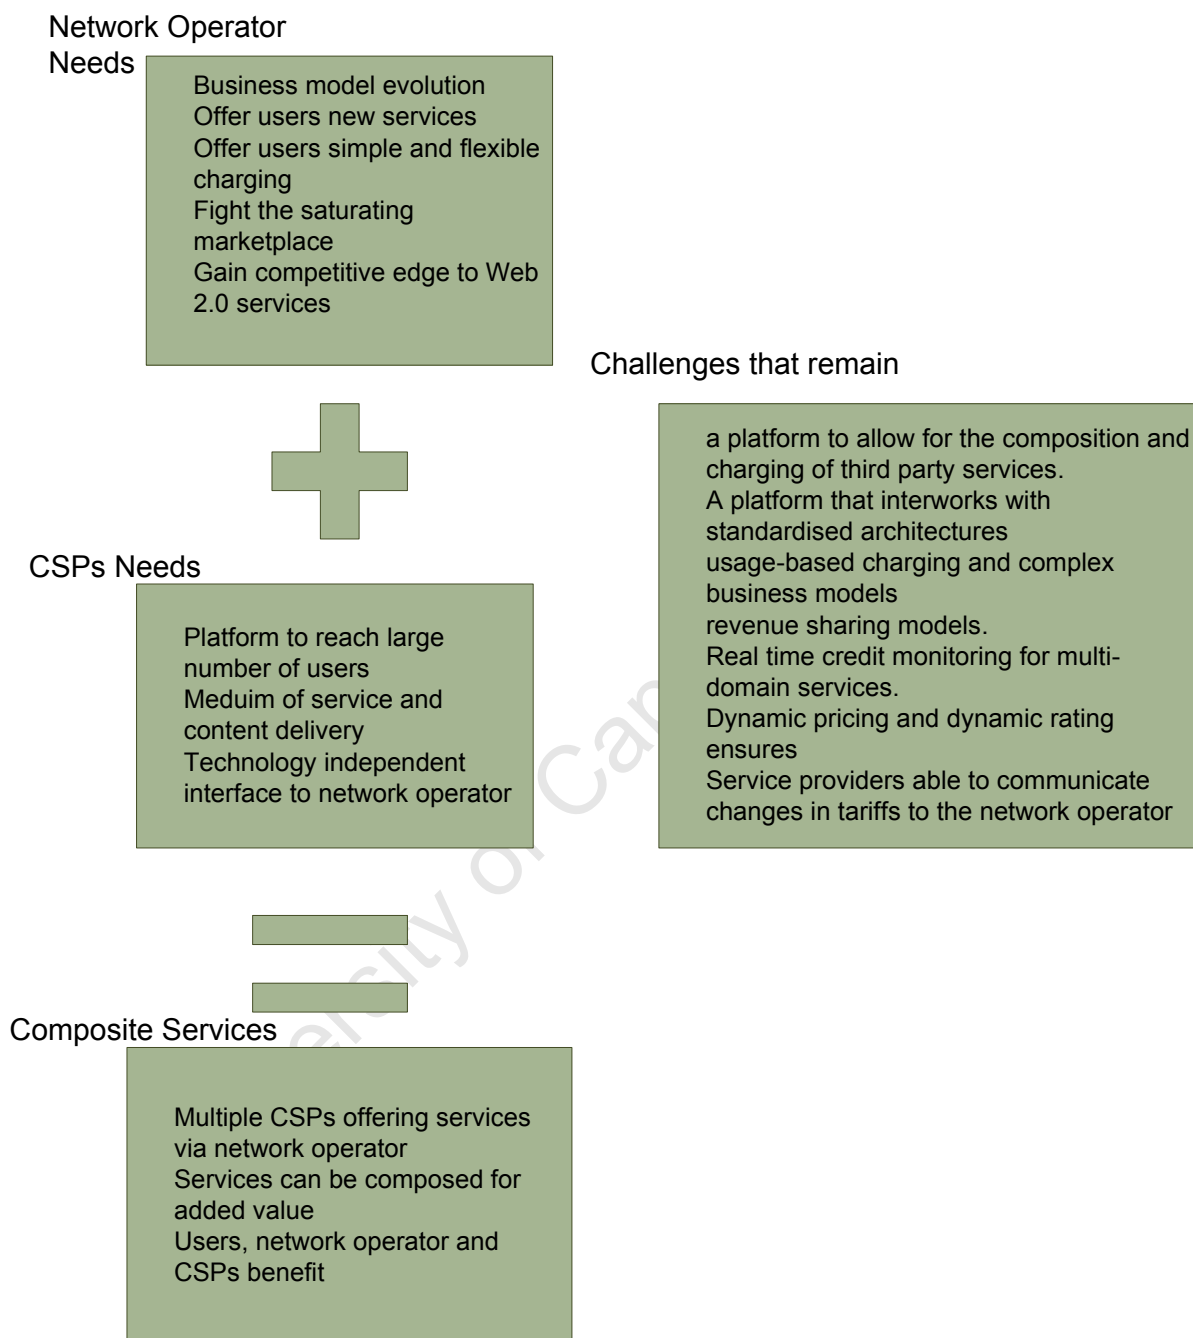 Network Operator
Needs
Business model evolution
Offer users new services
Offer users simple and flexible
charging
Fight the saturating
marketplace
Gain competitive edge to Web
2.0 services
Challenges that remain
a platform to allow for the composition and
charging of third party services.
A platform that interworks with
standardised architectures
usage-based charging and complex
business models
revenue sharing models.
Real time credit monitoring for multi-
domain services.
Dynamic pricing and dynamic rating
ensures
Service providers able to communicate
changes in tariffs to the network operator
CSPs Needs
Platform to reach large
number of users
Meduim of service and
content delivery
Technology independent
interface to network operator
Composite Services
Multiple CSPs offering services
via network operator
Services can be composed for
added value
Users, network operator and
CSPs benefit